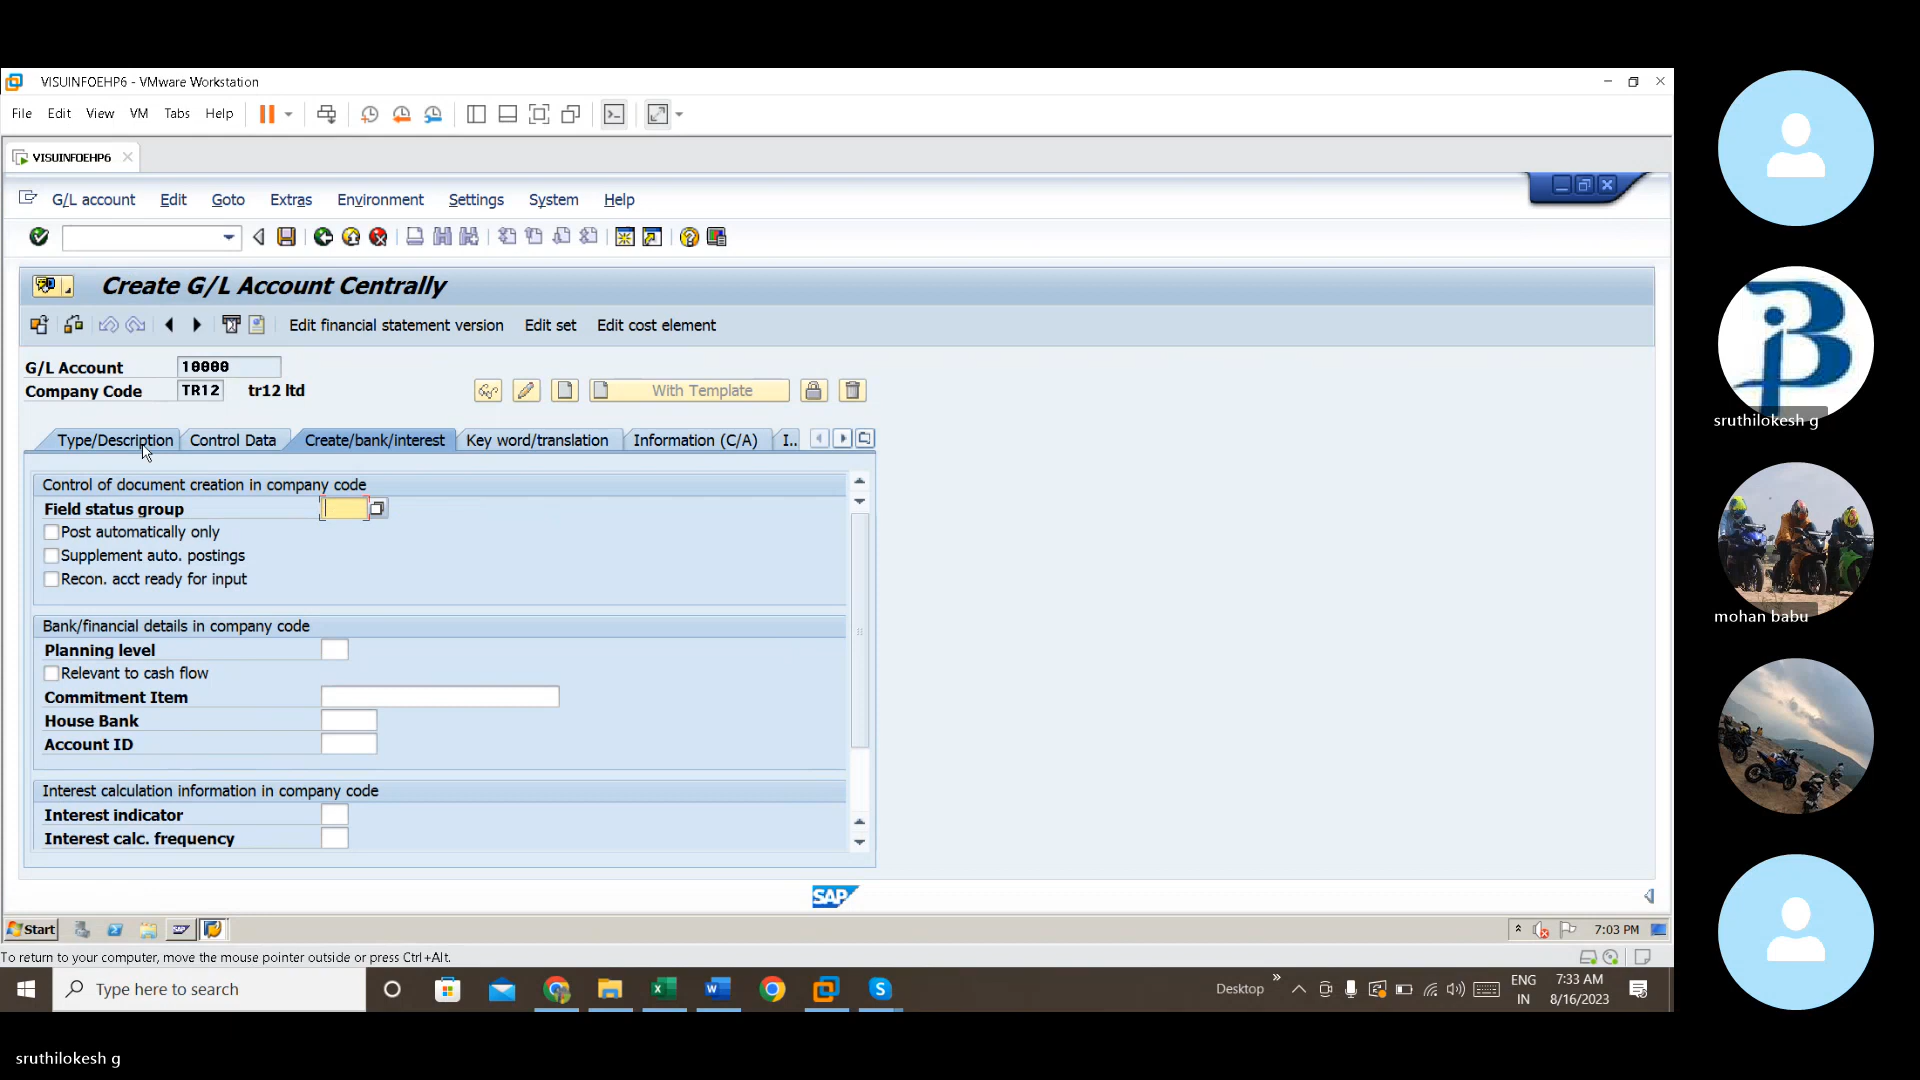 VISUINFOEHP6 - VMware Workstation
File Edit View VM Tabs Help
VISUINFOEHP6
G/L account Edit Goto Extras Environment Settings System Help
Create G/L Account Centrally
Edit financial statement version Edit set Edit cost element
G/L Account 10000
Company Code TR12 tr12 ltd
With Template
Type/Description Control Data Create/bank/interest Key word/translation Information (C/A) I..
Control of document creation in company code
Field status group
Post automatically only
Supplement auto. postings
Recon. acct ready for input
Bank/financial details in company code
Planning level
Relevant to cash flow
Commitment Item
House Bank
Account ID
Interest calculation information in company code
Interest indicator
Interest calc. frequency
SAP
Start
7:03 PM
To return to your computer, move the mouse pointer outside or press Ctrl+Alt.
Type here to search
Desktop
ENG
IN
7:33 AM
8/16/2023
sruthilokesh g
mohan babu
sruthilokesh g